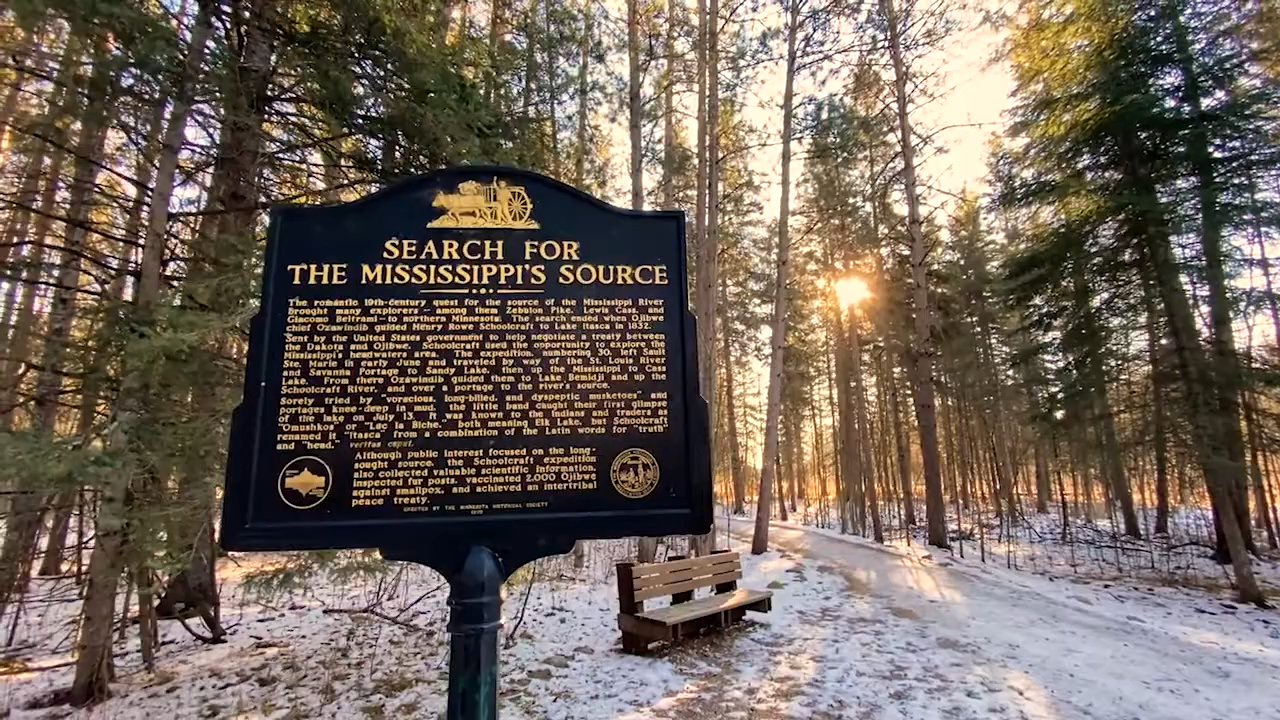 SEARCH FOR
THE MISSISSIPPI'S SOURCE
The romantic 19th-century quest for the source of the Mississippi River
Brought many explorers -- among them Zebulon Pike, Lewis Cass, and
Giacomo Beltrami -- to northern Minnesota. The search ended when Ojibwe
chief Ozawindib guided Henry Rowe Schoolcraft to Lake Itasca in 1832.
Sent by the United States government to help negotiate a treaty between
the Dakota and Ojibwe, Schoolcraft used the opportunity to explore the
Mississippi's headwaters area. The expedition, numbering 30, left Sault
Ste. Marie in early June and traveled by way of the St. Louis River
and Savanna Portage to Sandy Lake, then up the Mississippi to Cass
Lake. From there Ozawindib guided them to Lake Bemidji and up the
Schoolcraft River, and over a portage to the river's source.
Sorely tried by "voracious, long-billed, and dyspeptic musketoes" and
portages knee-deep in mud, the little band caught their first glimpse
of the lake on July 13. It was known to the Indians and traders as
"Omushkos" or "Lac la Biche," both meaning Elk Lake, but Schoolcraft
renamed it "Itasca" from a combination of the Latin words for "truth"
and "head," veritas caput.
Although public interest focused on the long-
sought source, the Schoolcraft expedition
also collected valuable scientific information,
inspected fur posts, vaccinated 2,000 Ojibwe
against smallpox, and achieved an intertribal
peace treaty.
ERECTED BY THE MINNESOTA HISTORICAL SOCIETY